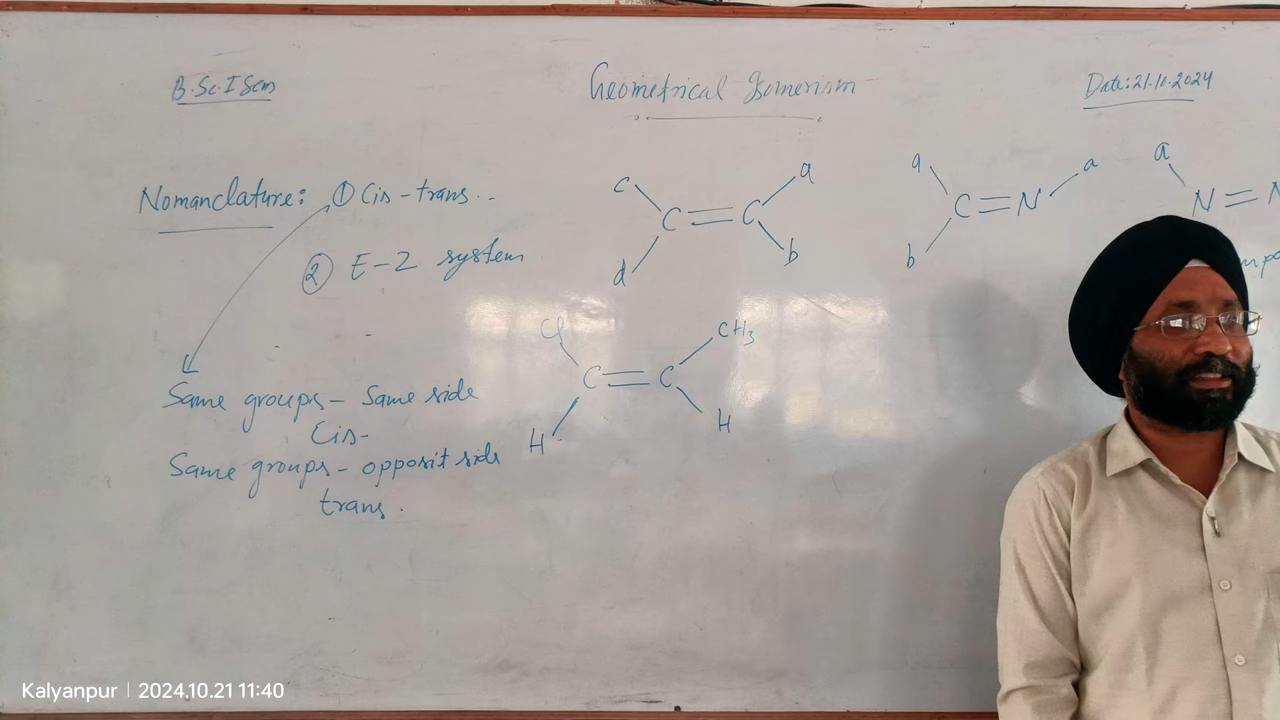 B.Sc. I Sem
Geometrical Isomerism
Date: 21.10.2024
Nomanclature: ① Cis-trans..
② E-Z system
c a
C=C
d b
a a
C=N
b
a
N=N
Cl CH3
C=C
H H
Same groups - Same side
Cis-
Same groups - opposit side
trans.
Kalyanpur | 2024.10.21 11:40